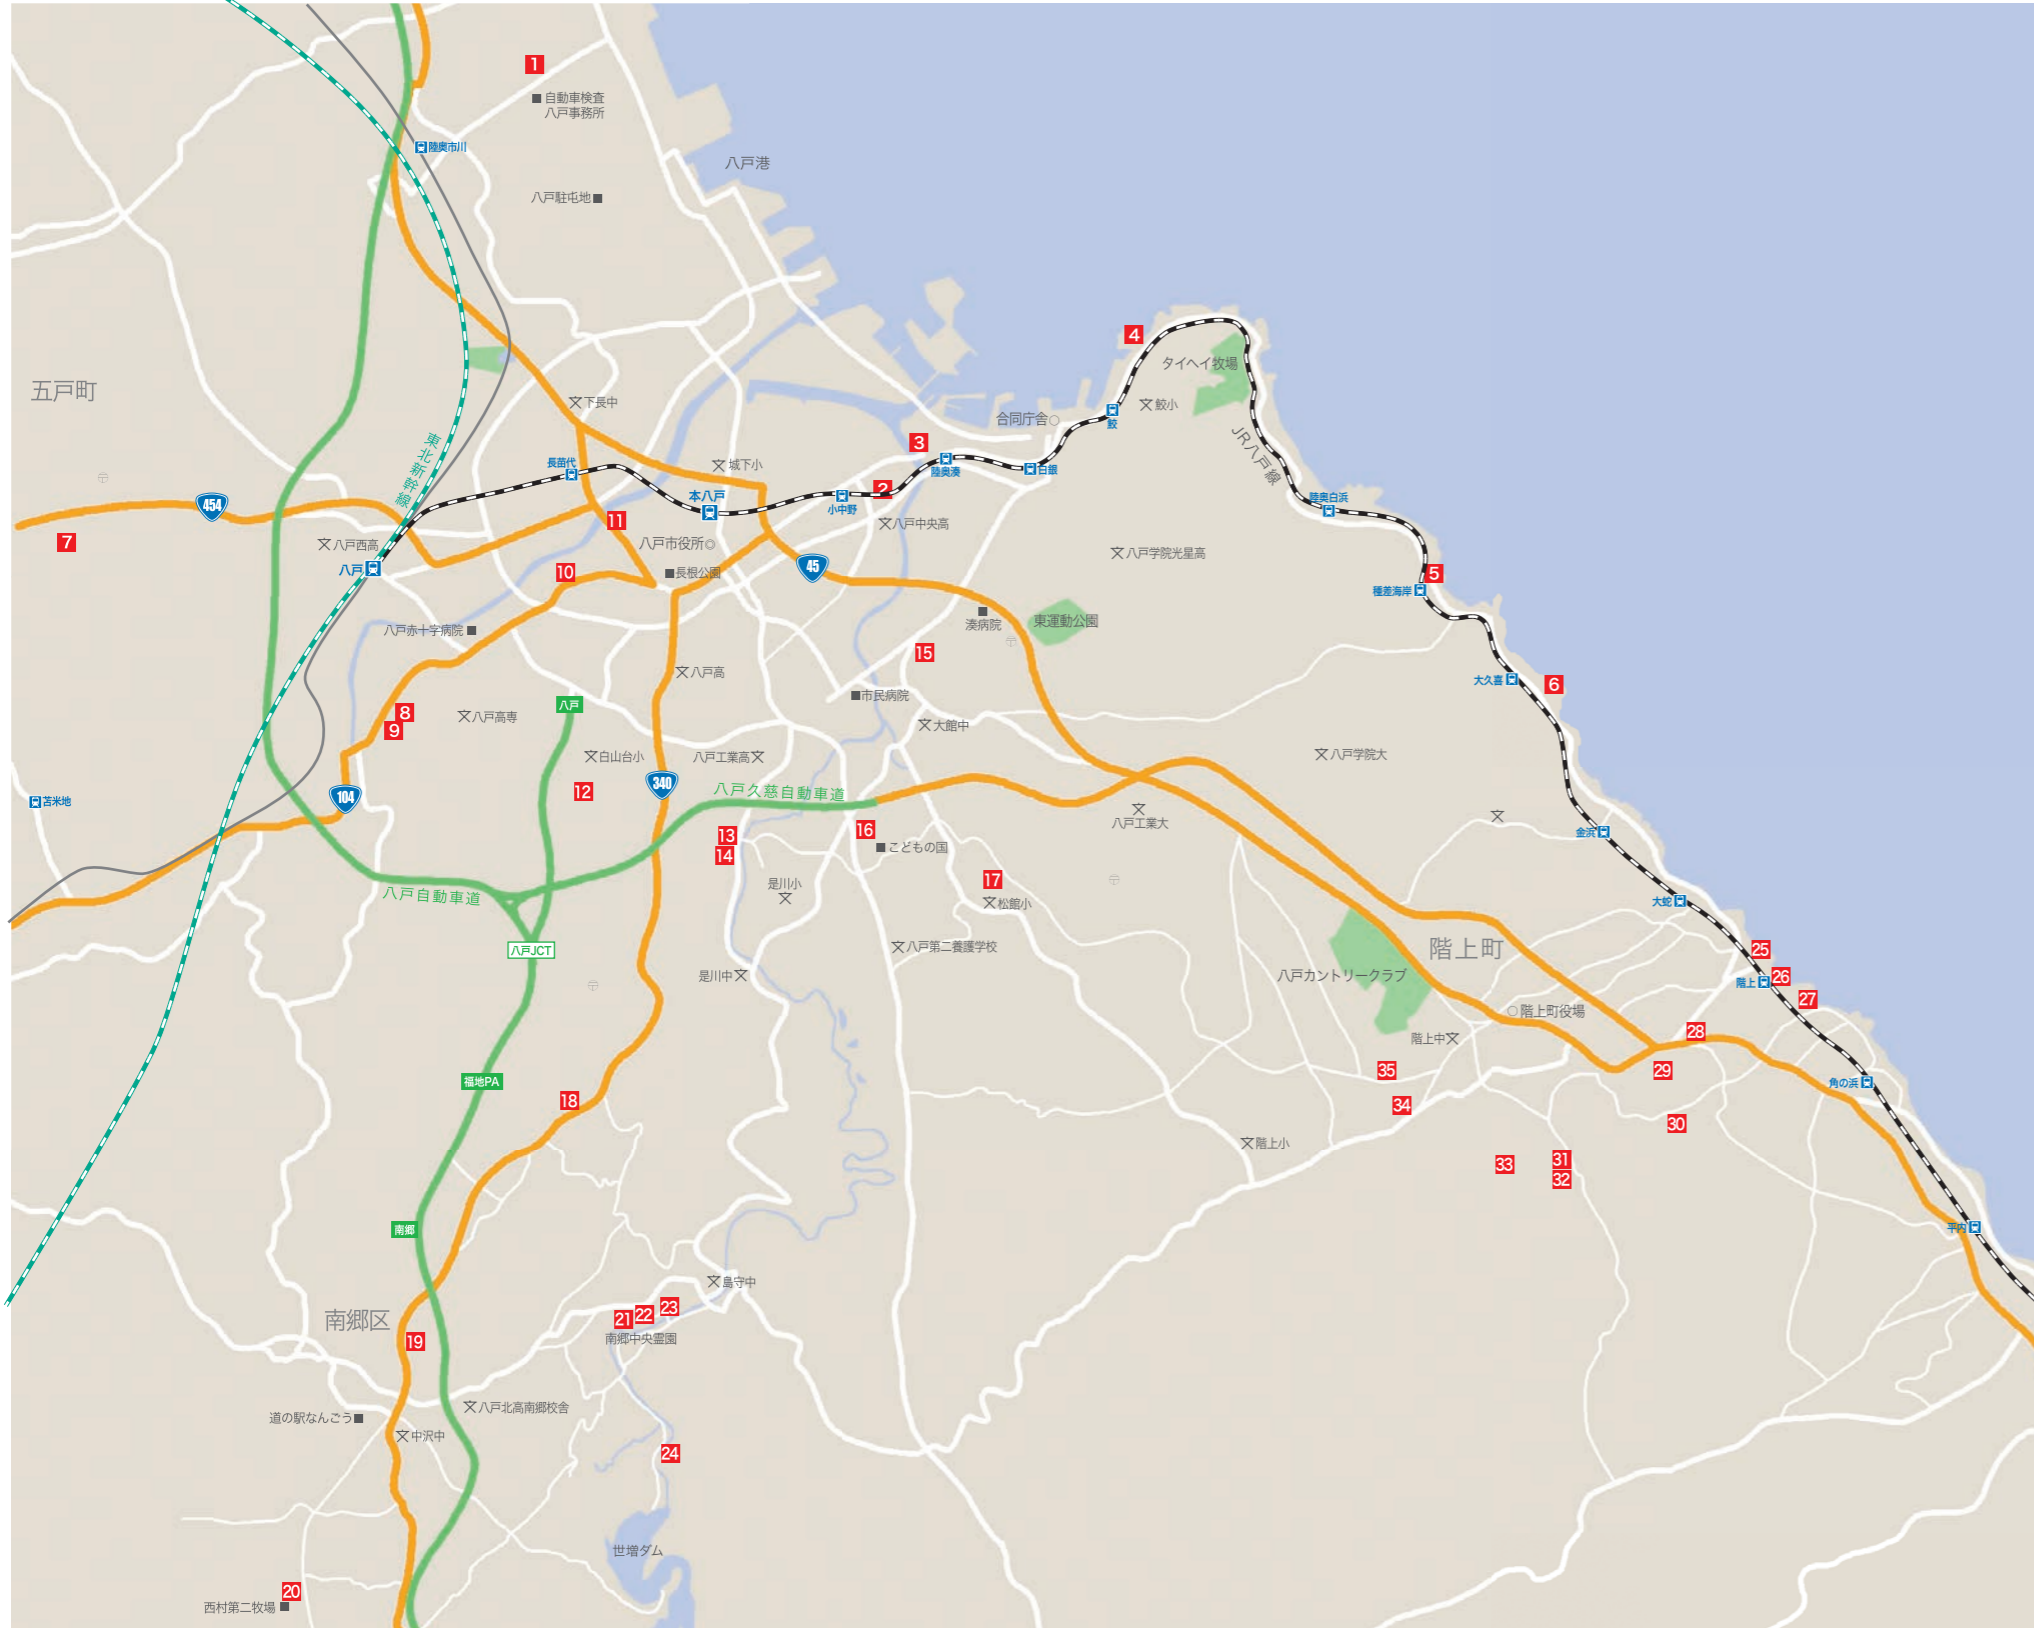 1
自動車検査
八戸事務所
陸奥市川
八戸港
八戸駐屯地
4
タイヘイ牧場
五戸町
下長中
鮫小
鮫
合同庁舎
JR八戸線
3
東北新幹線
長苗代
城下小
陸奥湊
白銀
2
本八戸
小中野
陸奥白浜
454
11
八戸中央高
7
八戸西高
八戸市役所
八戸学院光星高
八戸
10
長根公園
45
5
種差海岸
湊病院
東運動公園
八戸赤十字病院
15
八戸高
大久喜
6
市民病院
八戸
8
9
八戸高専
大館中
白山台小
八戸工業高
八戸学院大
12
340
八戸久慈自動車道
苫米地
104
八戸工業大
金浜
13
16
14
こどもの国
是川小
17
八戸自動車道
松館小
大蛇
八戸JCT
八戸第二養護学校
階上町
25
是川中
八戸カントリークラブ
階上
26
27
階上町役場
階上中
28
福地PA
35
29
角の浜
18
34
30
階上小
33
31
32
南郷
平内
島守中
南郷区
21
22
23
南郷中央霊園
19
八戸北高南郷校舎
道の駅なんごう
中沢中
24
世増ダム
20
西村第二牧場